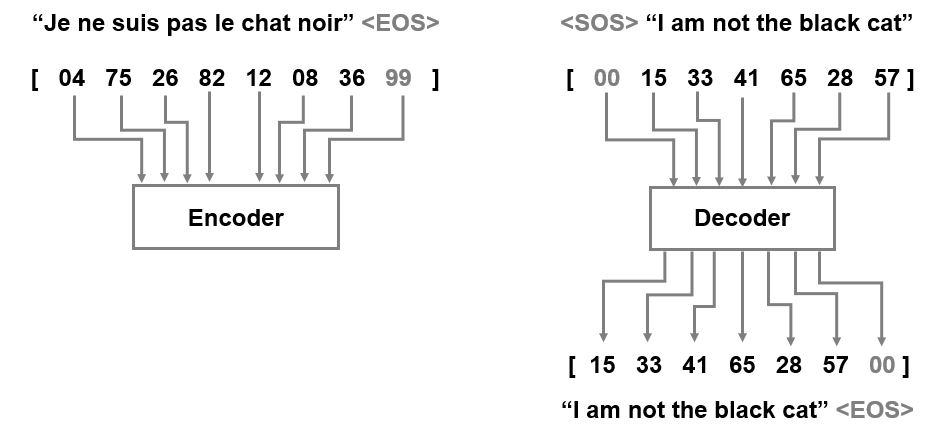 “Je ne suis pas le chat noir” <EOS>
[ 04 75 26 82 12 08 36 99 ]
Encoder
<SOS> “I am not the black cat”
[ 00 15 33 41 65 28 57 ]
Decoder
[ 15 33 41 65 28 57 00 ]
“I am not the black cat” <EOS>